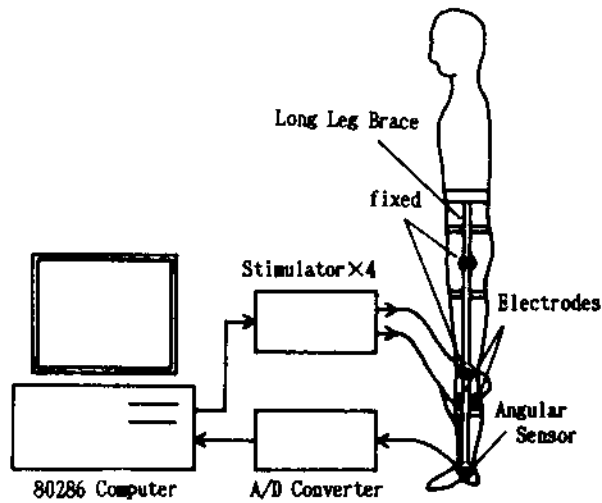 Long Leg Brace
fixed
Stimulator×4
Electrodes
Angular
Sensor
80286 Computer
A/D Converter